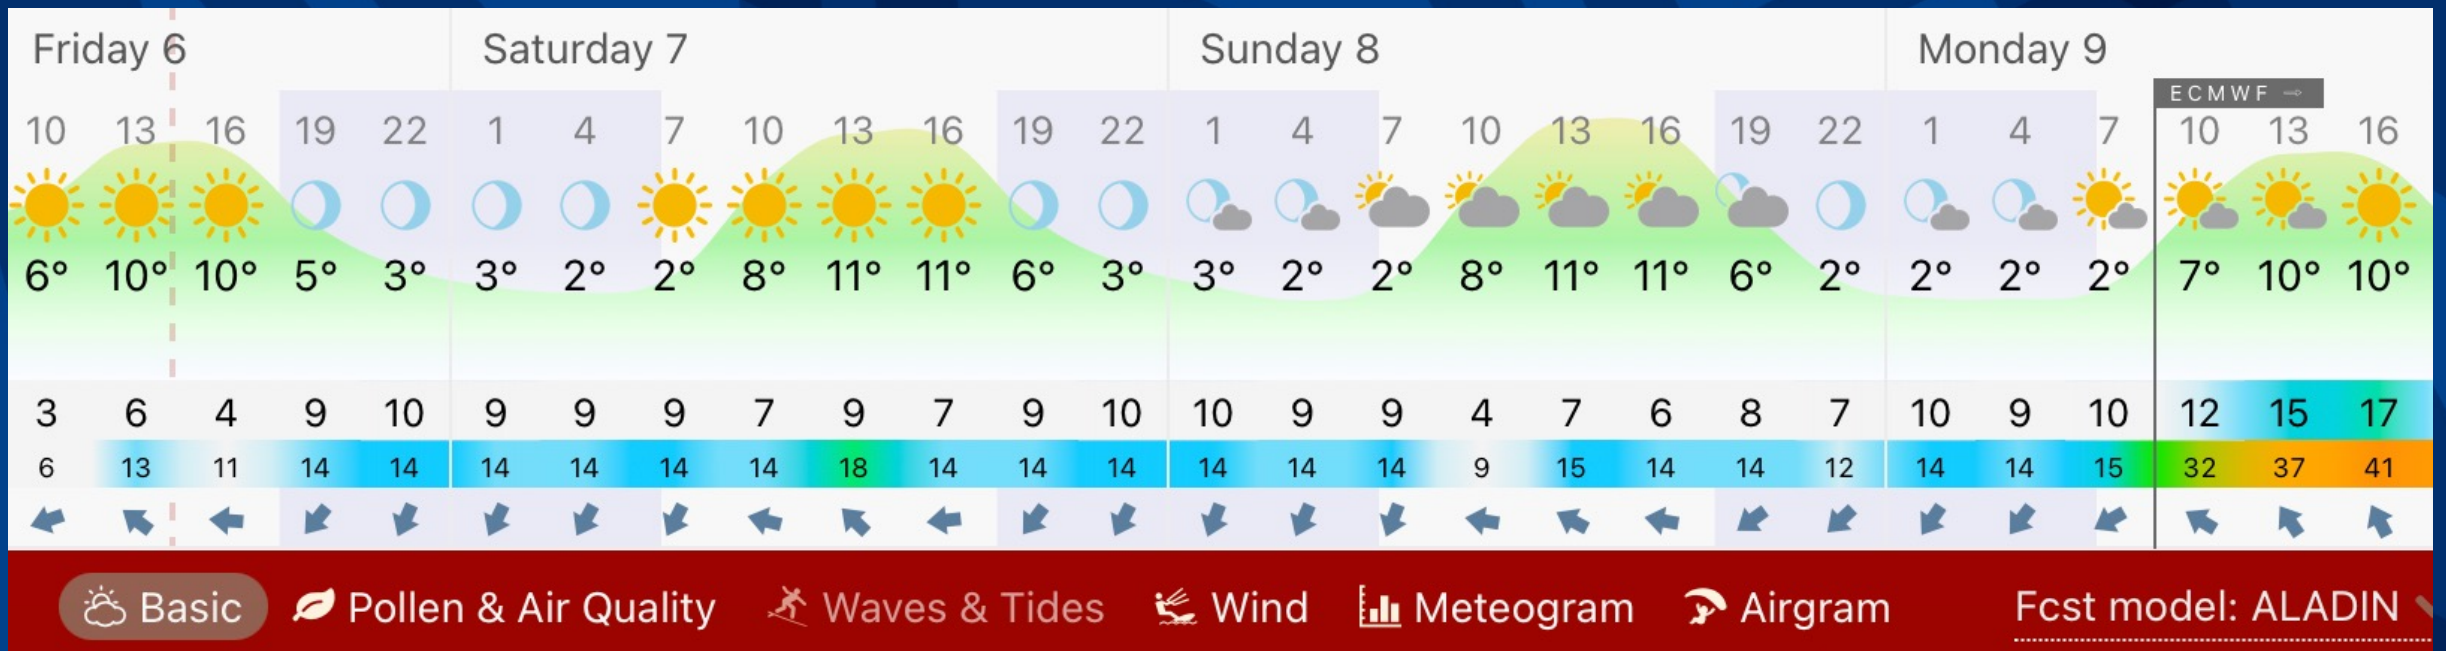 Friday 6 Saturday 7 Sunday 8 Monday 9
ECMWF ⇨
10 13 16 19 22 1 4 7 10 13 16 19 22 1 4 7 10 13 16 19 22 1 4 7 10 13 16
6° 10° 10° 5° 3° 3° 2° 2° 8° 11° 11° 6° 3° 3° 2° 2° 8° 11° 11° 6° 2° 2° 2° 2° 7° 10° 10°
3 6 4 9 10 9 9 9 7 9 7 9 10 10 9 9 4 7 6 8 7 10 9 10 12 15 17
6 13 11 14 14 14 14 14 14 18 14 14 14 14 14 14 9 15 14 14 12 14 14 15 32 37 41
Basic Pollen & Air Quality Waves & Tides Wind Meteogram Airgram Fcst model: ALADIN